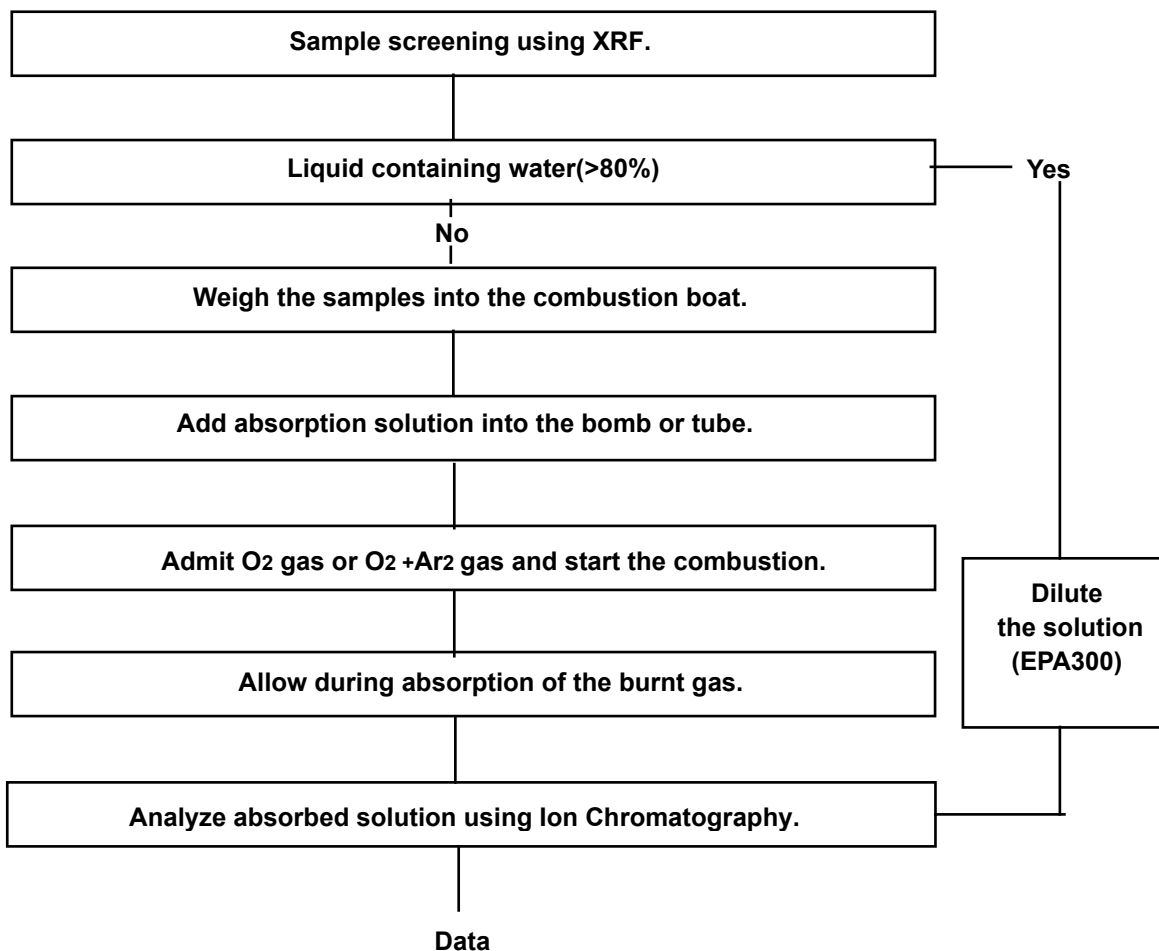 Sample screening using XRF.
Liquid containing water(>80%)
Yes
No
Weigh the samples into the combustion boat.
Add absorption solution into the bomb or tube.
Admit O2 gas or O2 +Ar2 gas and start the combustion.
Dilute
the solution
(EPA300)
Allow during absorption of the burnt gas.
Analyze absorbed solution using Ion Chromatography.
Data